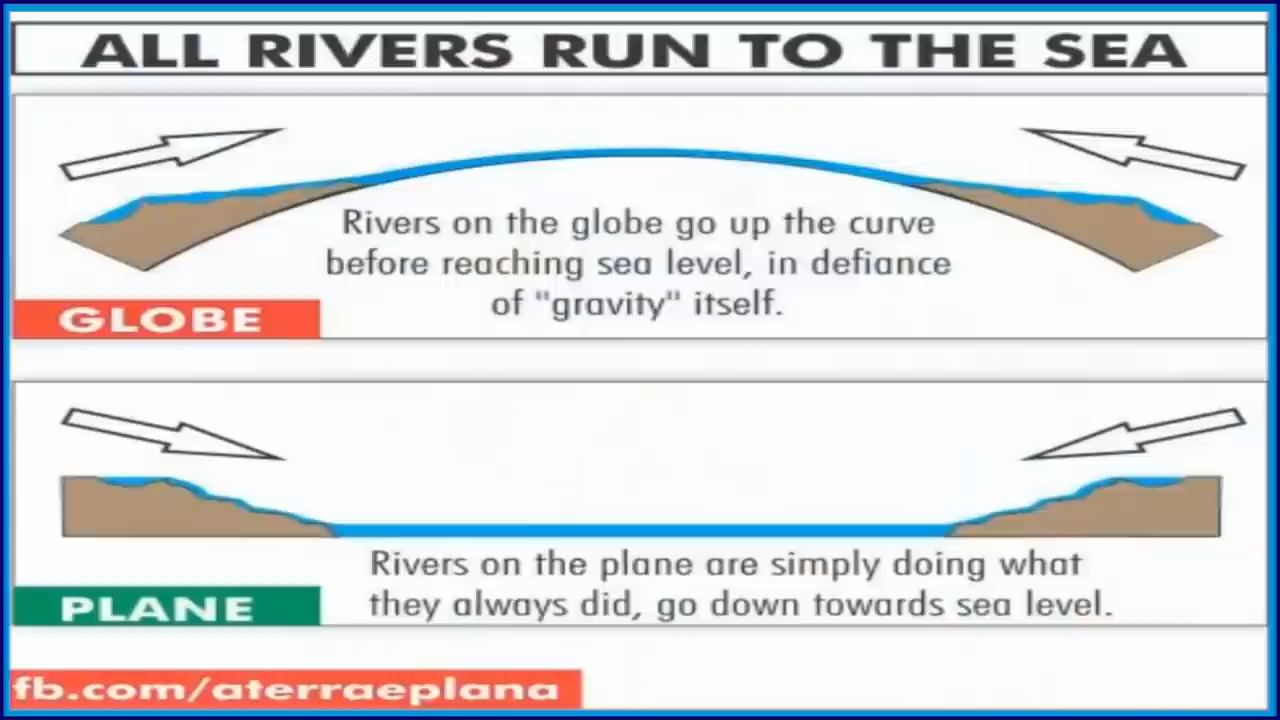 ALL RIVERS RUN TO THE SEA
Rivers on the globe go up the curve
before reaching sea level, in defiance
of "gravity" itself.
GLOBE
Rivers on the plane are simply doing what
they always did, go down towards sea level.
PLANE
fb.com/aterraeplana